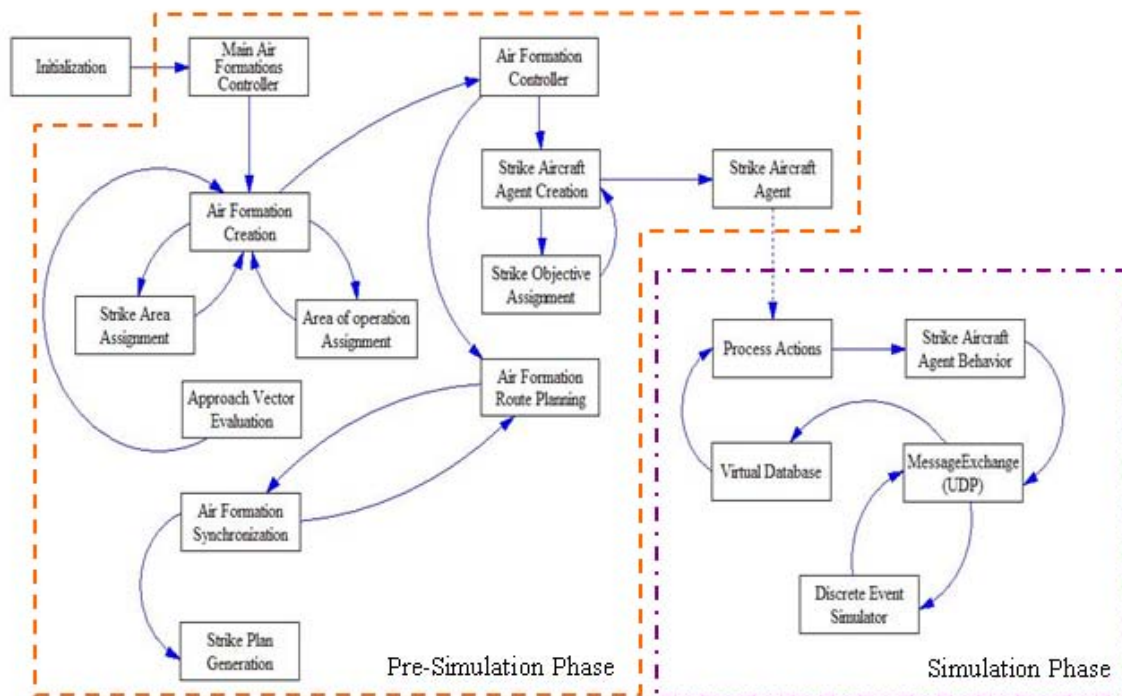 Initialization
Main Air
Formations
Controller
Air Formation
Controller
Strike Aircraft
Agent Creation
Strike Aircraft
Agent
Air Formation
Creation
Strike Objective
Assignment
Strike Area
Assignment
Area of operation
Assignment
Process Actions
Strike Aircraft
Agent Behavior
Approach Vector
Evaluation
Air Formation
Route Planning
Virtual Database
MessageExchange
(UDP)
Air Formation
Synchronization
Discrete Event
Simulator
Strike Plan
Generation
Pre-Simulation Phase
Simulation Phase